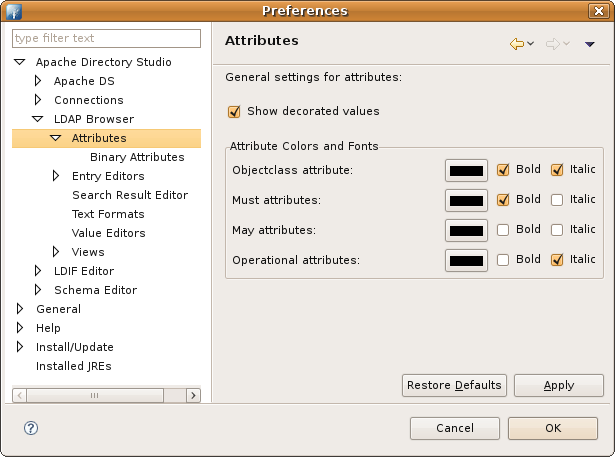 Preferences
type filter text
Apache Directory Studio
Apache DS
Connections
LDAP Browser
Attributes
Binary Attributes
Entry Editors
Search Result Editor
Text Formats
Value Editors
Views
LDIF Editor
Schema Editor
General
Help
Install/Update
Installed JREs
Attributes
General settings for attributes:
Show decorated values
Attribute Colors and Fonts
Objectclass attribute: Bold Italic
Must attributes: Bold Italic
May attributes: Bold Italic
Operational attributes: Bold Italic
Restore Defaults Apply
? Cancel OK